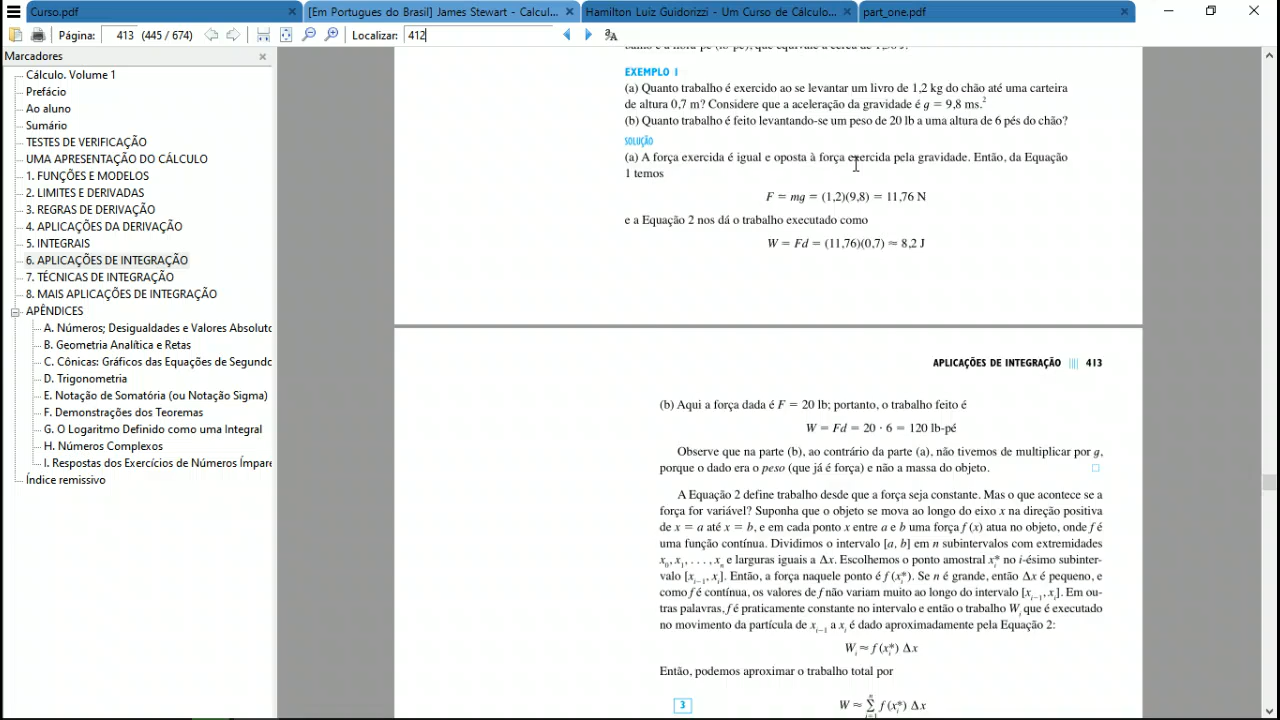 Curso.pdf
[Em Portugues do Brasil] James Stewart - Calcul...
Hamilton Luiz Guidorizzi - Um Curso de Cálculo...
part_one.pdf
Página: 413 (445 / 674)
Localizar: 412
Marcadores
Cálculo. Volume 1
Prefácio
Ao aluno
Sumário
TESTES DE VERIFICAÇÃO
UMA APRESENTAÇÃO DO CÁLCULO
1. FUNÇÕES E MODELOS
2. LIMITES E DERIVADAS
3. REGRAS DE DERIVAÇÃO
4. APLICAÇÕES DA DERIVAÇÃO
5. INTEGRAIS
6. APLICAÇÕES DE INTEGRAÇÃO
7. TÉCNICAS DE INTEGRAÇÃO
8. MAIS APLICAÇÕES DE INTEGRAÇÃO
APÊNDICES
A. Números; Desigualdades e Valores Absoluto
B. Geometria Analítica e Retas
C. Cônicas: Gráficos das Equações de Segundo
D. Trigonometria
E. Notação de Somatória (ou Notação Sigma)
F. Demonstrações dos Teoremas
G. O Logaritmo Definido como uma Integral
H. Números Complexos
I. Respostas dos Exercícios de Números Ímpare
Índice remissivo
EXEMPLO 1
(a) Quanto trabalho é exercido ao se levantar um livro de 1,2 kg do chão até uma carteira
de altura 0,7 m? Considere que a aceleração da gravidade é g = 9,8 ms.²
(b) Quanto trabalho é feito levantando-se um peso de 20 lb a uma altura de 6 pés do chão?
SOLUÇÃO
(a) A força exercida é igual e oposta à força exercida pela gravidade. Então, da Equação
1 temos
F = mg = (1,2)(9,8) = 11,76 N
e a Equação 2 nos dá o trabalho executado como
W = Fd = (11,76)(0,7) ≈ 8,2 J
APLICAÇÕES DE INTEGRAÇÃO |||| 413
(b) Aqui a força dada é F = 20 lb; portanto, o trabalho feito é
W = Fd = 20 · 6 = 120 lb-pé
Observe que na parte (b), ao contrário da parte (a), não tivemos de multiplicar por g,
porque o dado era o peso (que já é força) e não a massa do objeto.
A Equação 2 define trabalho desde que a força seja constante. Mas o que acontece se a
força for variável? Suponha que o objeto se mova ao longo do eixo x na direção positiva
de x = a até x = b, e em cada ponto x entre a e b uma força f (x) atua no objeto, onde f é
uma função contínua. Dividimos o intervalo [a, b] em n subintervalos com extremidades
x₀, x₁, . . . , xₙ e larguras iguais a Δx. Escolhemos o ponto amostral xᵢ* no i-ésimo subinter-
valo [xᵢ₋₁, xᵢ]. Então, a força naquele ponto é f (xᵢ*). Se n é grande, então Δx é pequeno, e
como f é contínua, os valores de f não variam muito ao longo do intervalo [xᵢ₋₁, xᵢ]. Em ou-
tras palavras, f é praticamente constante no intervalo e então o trabalho Wᵢ que é executado
no movimento da partícula de xᵢ₋₁ a xᵢ é dado aproximadamente pela Equação 2:
Wᵢ ≈ f (xᵢ*) Δx
Então, podemos aproximar o trabalho total por
3 W ≈ Σ f (xᵢ*) Δx